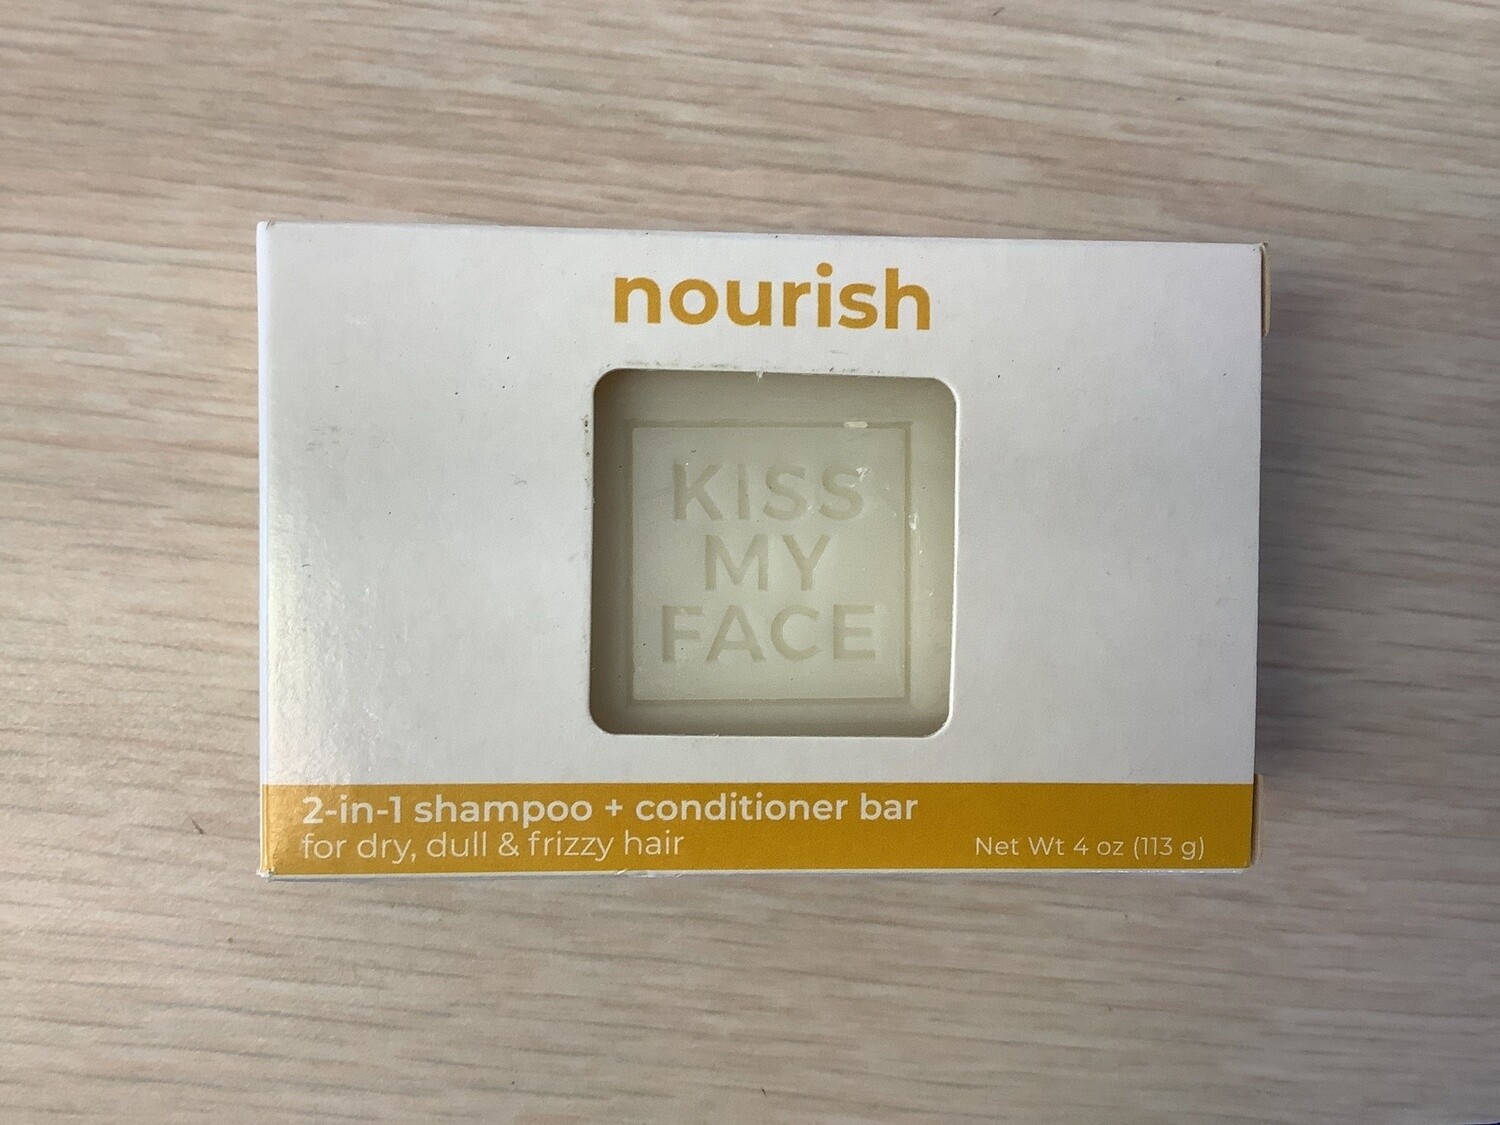 nourish
KISS
MY
FACE
2-in-1 shampoo + conditioner bar
for dry, dull & frizzy hair
Net Wt 4 oz (113 g)